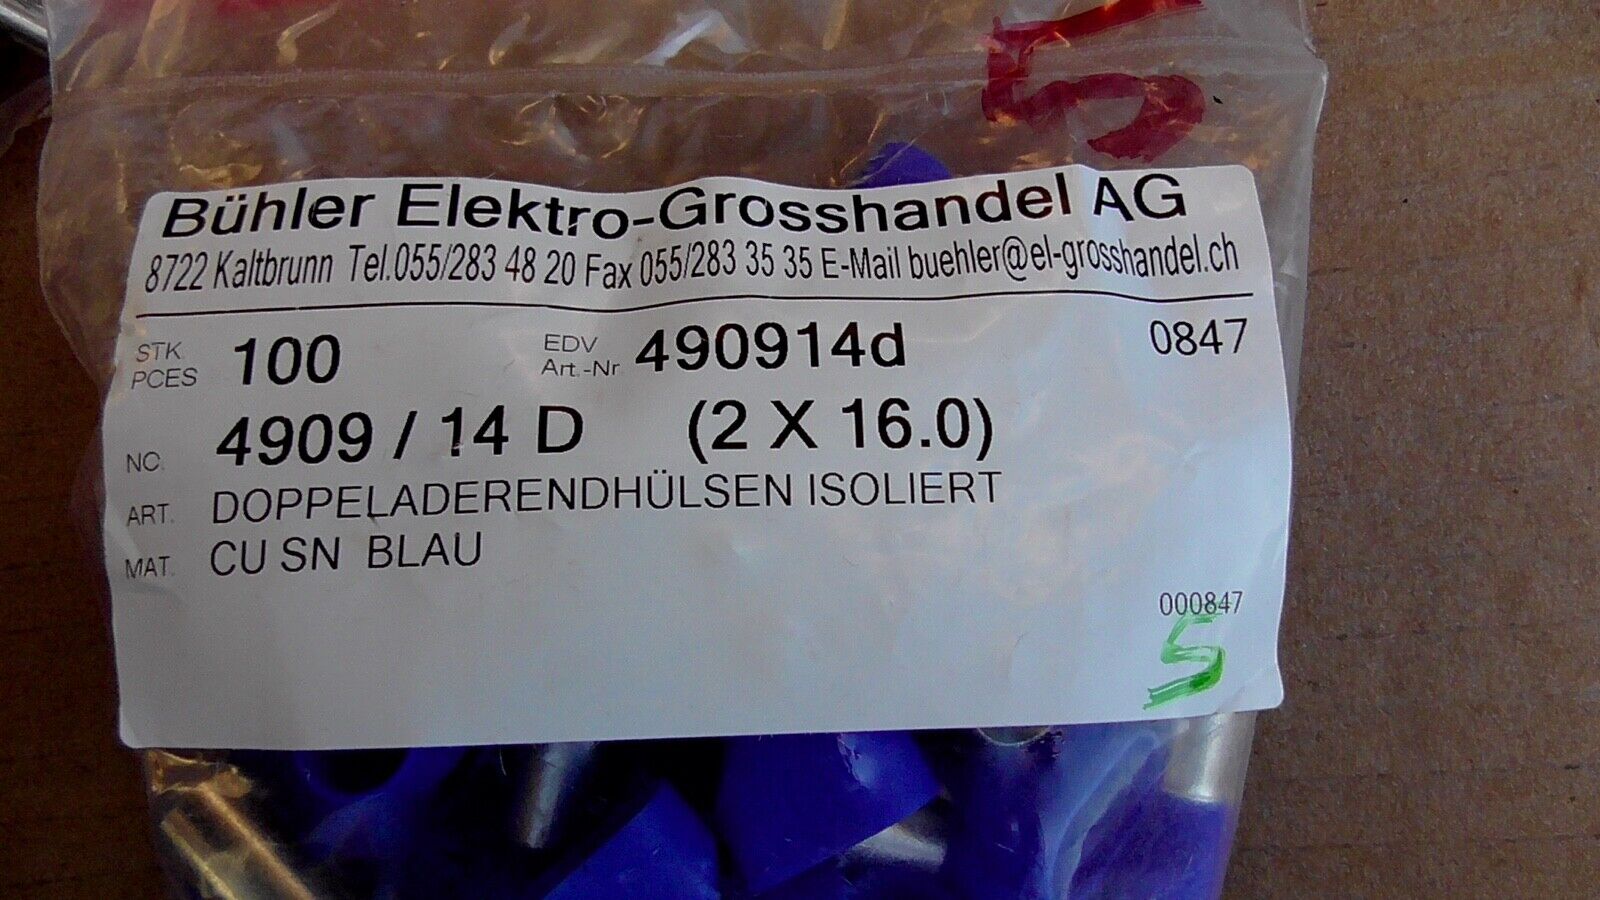 5
Bühler Elektro-Grosshandel AG
8722 Kaltbrunn Tel.055/283 48 20 Fax 055/283 35 35 E-Mail buehler@el-grosshandel.ch
STK. PCES 100 EDV Art.-Nr 490914d 0847
NO. 4909 / 14 D (2 X 16.0)
ART. DOPPELADERENDHÜLSEN ISOLIERT
MAT. CU SN BLAU
000847
5